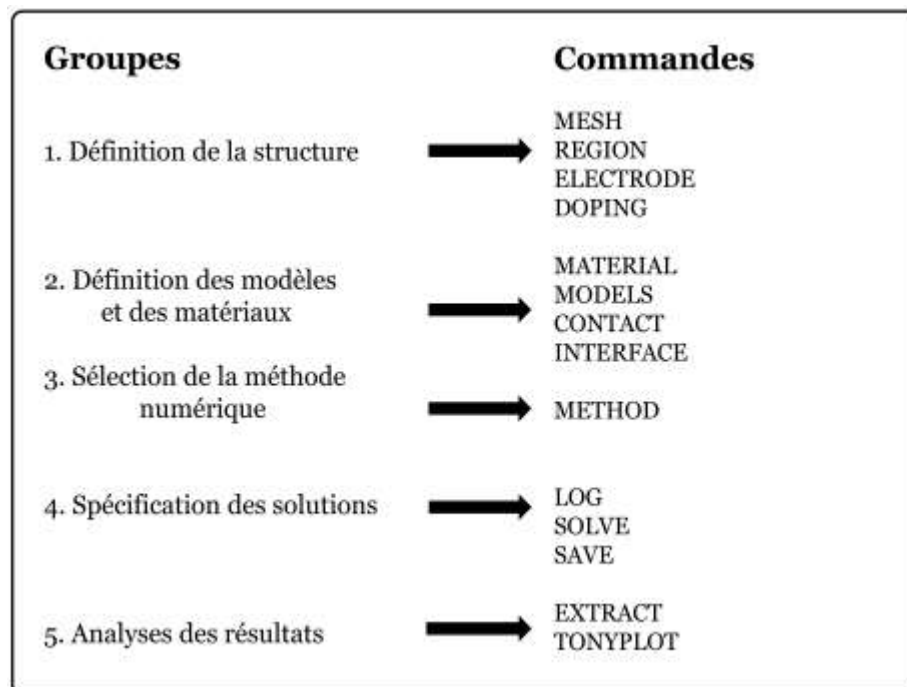 Groupes
Commandes
1. Définition de la structure
MESH
REGION
ELECTRODE
DOPING
2. Définition des modèles
et des matériaux
MATERIAL
MODELS
CONTACT
INTERFACE
3. Sélection de la méthode
numérique
METHOD
4. Spécification des solutions
LOG
SOLVE
SAVE
5. Analyses des résultats
EXTRACT
TONYPLOT